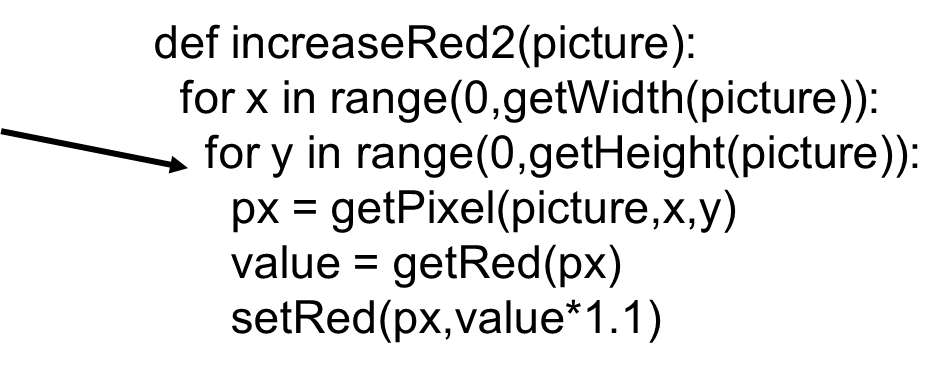 def increaseRed2(picture):
for x in range(0,getWidth(picture)):
for y in range(0,getHeight(picture)):
px = getPixel(picture,x,y)
value = getRed(px)
setRed(px,value*1.1)